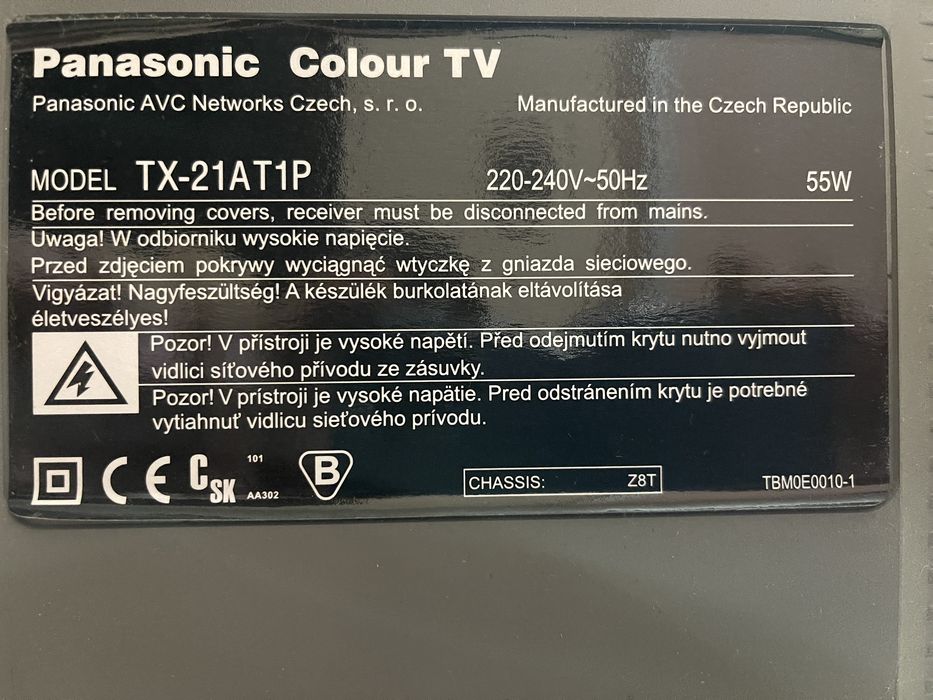 Panasonic Colour TV
Panasonic AVC Networks Czech, s. r. o. Manufactured in the Czech Republic
MODEL TX-21AT1P 220-240V~50Hz 55W
Before removing covers, receiver must be disconnected from mains.
Uwaga! W odbiorniku wysokie napięcie.
Przed zdjęciem pokrywy wyciągnąć wtyczkę z gniazda sieciowego.
Vigyázat! Nagyfeszültség! A készülék burkolatának eltávolítása
életveszélyes!
Pozor! V přístroji je vysoké napětí. Před odejmutím krytu nutno vyjmout
vidlici síťového přívodu ze zásuvky.
Pozor! V prístroji je vysoké napätie. Pred odstránením krytu je potrebné
vytiahnuť vidlicu sieťového prívodu.
CE CSK 101 AA302 B CHASSIS: Z8T TBM0E0010-1